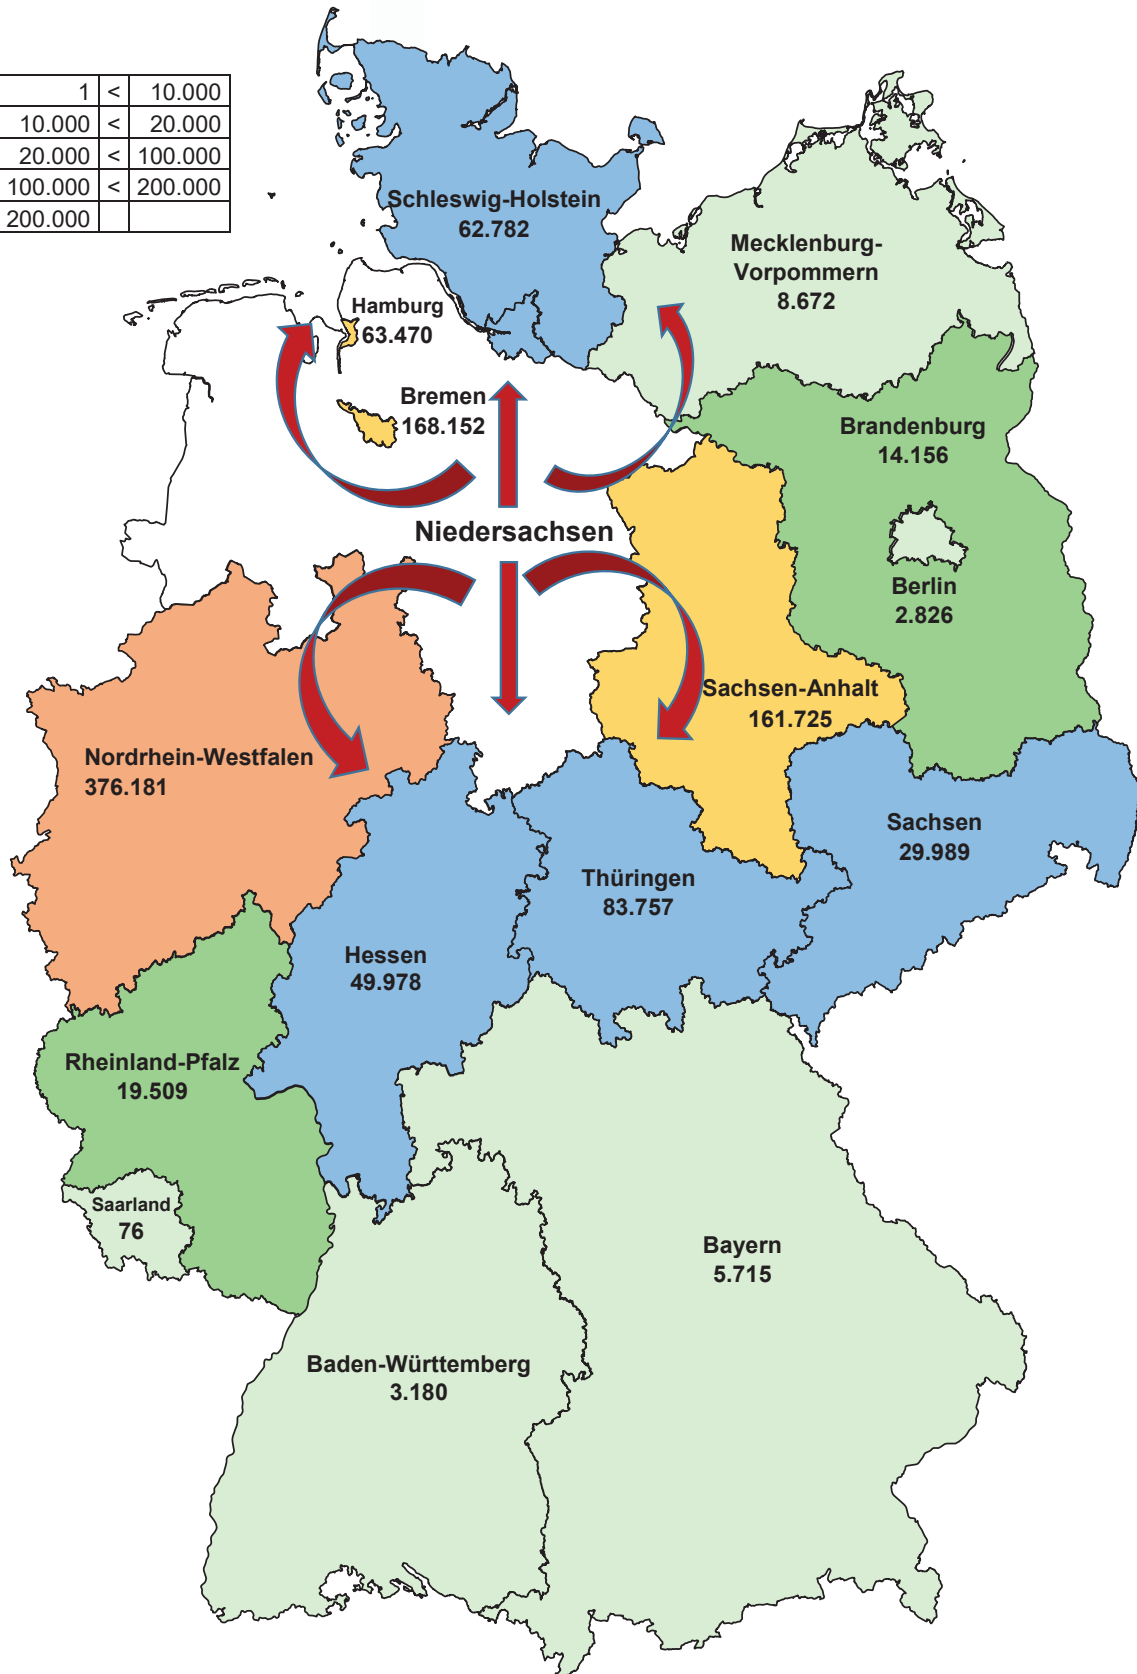 1 < 10.000
10.000 < 20.000
20.000 < 100.000
100.000 < 200.000
200.000
Schleswig-Holstein
62.782
Mecklenburg-
Vorpommern
8.672
Hamburg
63.470
Bremen
168.152
Brandenburg
14.156
Niedersachsen
Berlin
2.826
Sachsen-Anhalt
161.725
Nordrhein-Westfalen
376.181
Sachsen
29.989
Thüringen
83.757
Hessen
49.978
Rheinland-Pfalz
19.509
Saarland
76
Bayern
5.715
Baden-Württemberg
3.180